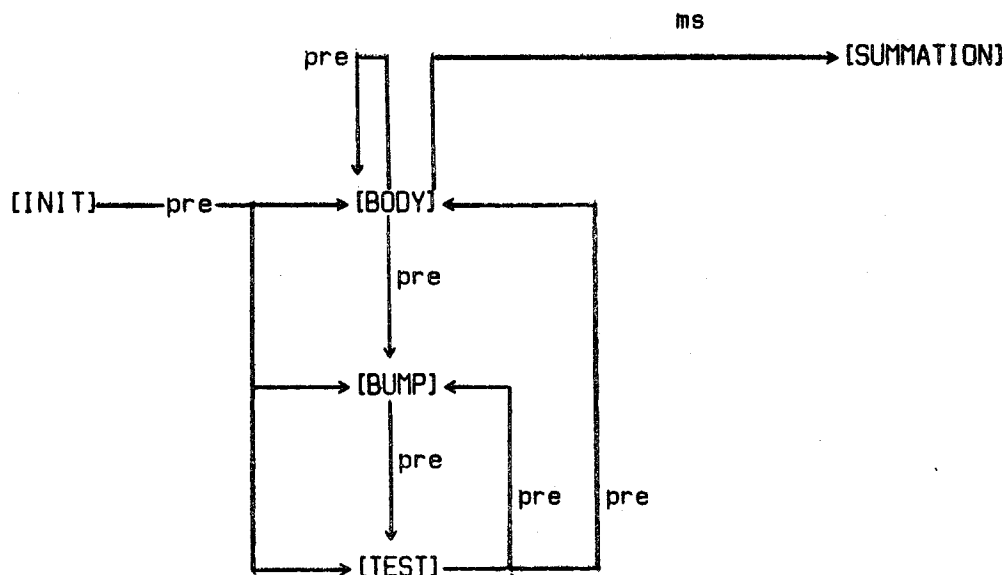 ms
pre [SUMMATION]
[INIT] pre [BODY]
pre
[BUMP]
pre
pre pre
[TEST]